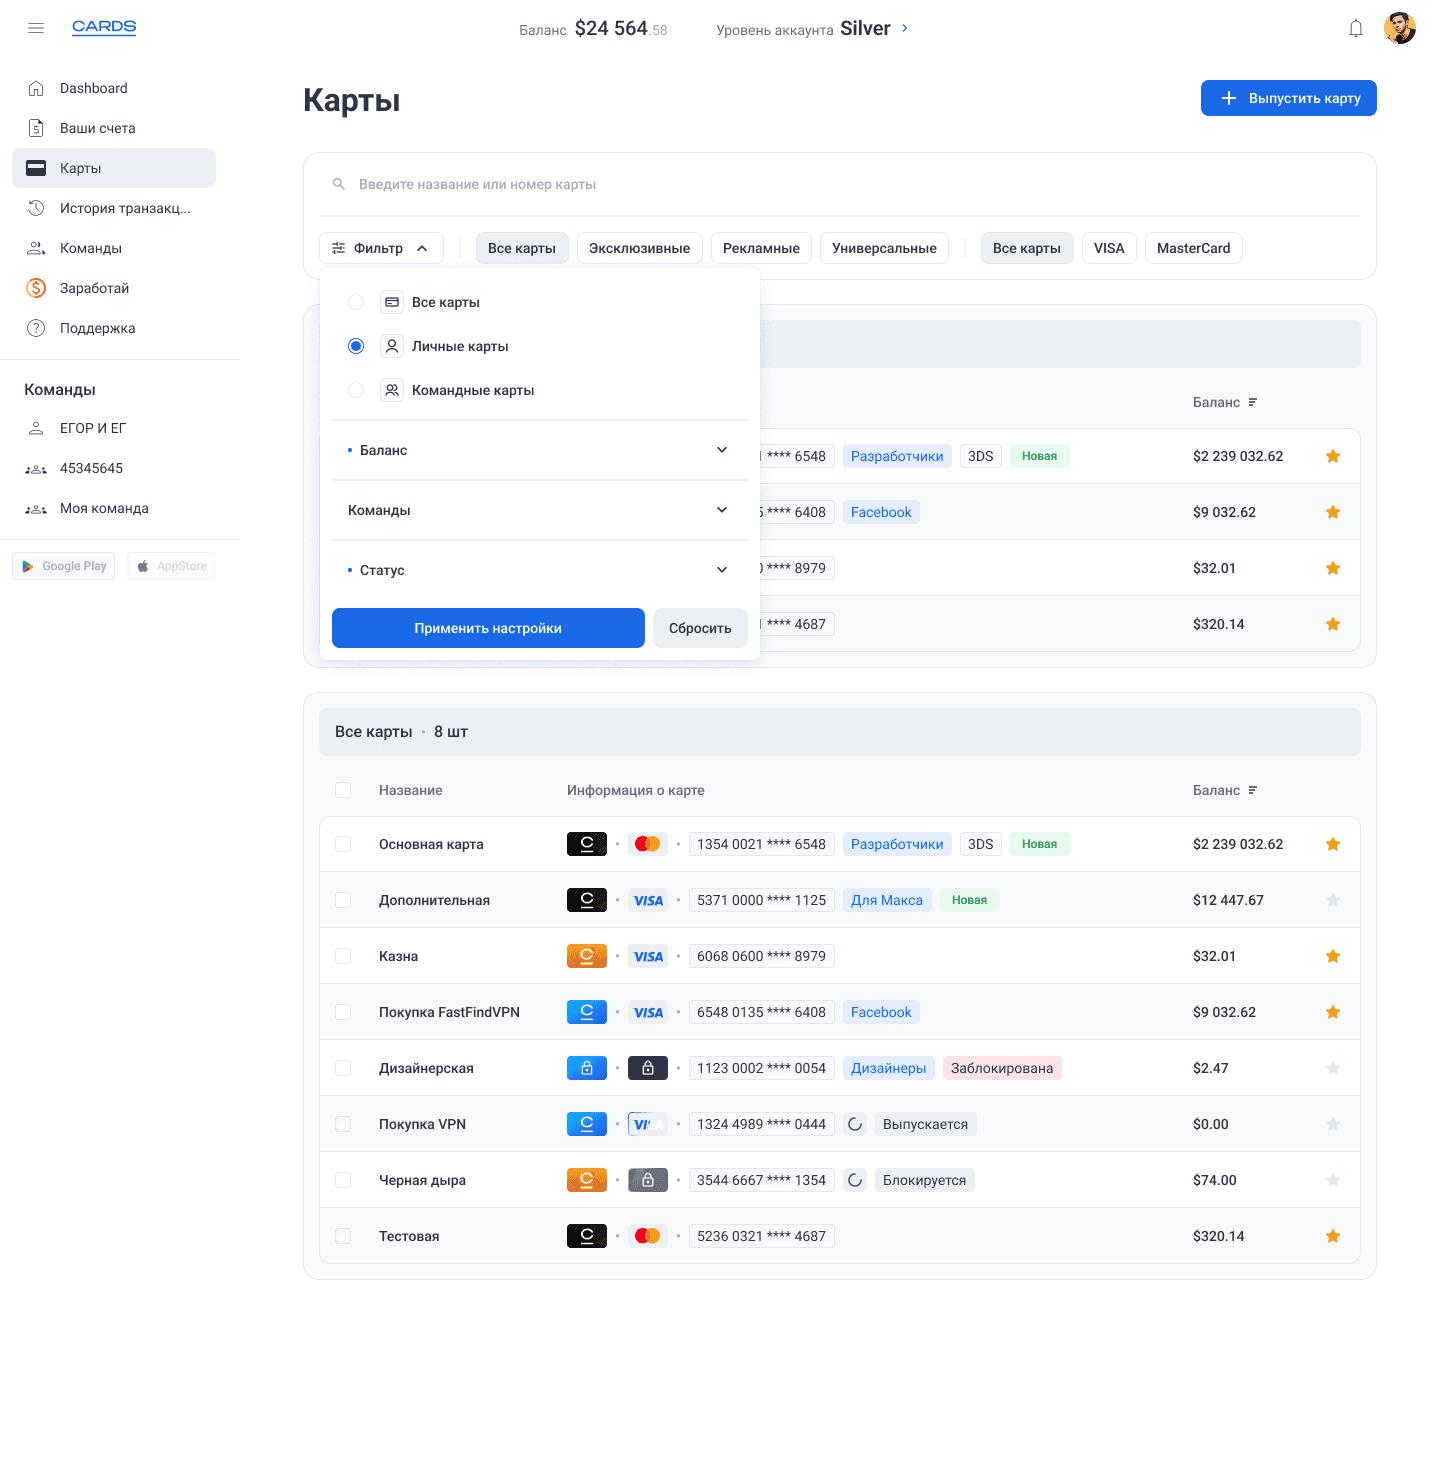 CARDS
Баланс $24 564.58
Уровень аккаунта Silver
Dashboard
Ваши счета
Карты
История транзакц...
Команды
Заработай
Поддержка
Команды
ЕГОР И ЕГ
45345645
Моя команда
Google Play
AppStore
Карты
Выпустить карту
Введите название или номер карты
Фильтр Все карты Эксклюзивные Рекламные Универсальные Все карты VISA MasterCard
Все карты
Личные карты
Командные карты
Баланс
Команды
Статус
Применить настройки Сбросить
Баланс
**** 6548 Разработчики 3DS Новая $2 239 032.62
**** 6408 Facebook $9 032.62
**** 8979 $32.01
**** 4687 $320.14
Все карты • 8 шт
Название Информация о карте Баланс
Основная карта 1354 0021 **** 6548 Разработчики 3DS Новая $2 239 032.62
Дополнительная VISA 5371 0000 **** 1125 Для Макса Новая $12 447.67
Казна VISA 6068 0600 **** 8979 $32.01
Покупка FastFindVPN VISA 6548 0135 **** 6408 Facebook $9 032.62
Дизайнерская 1123 0002 **** 0054 Дизайнеры Заблокирована $2.47
Покупка VPN VISA 1324 4989 **** 0444 Выпускается $0.00
Черная дыра 3544 6667 **** 1354 Блокируется $74.00
Тестовая 5236 0321 **** 4687 $320.14